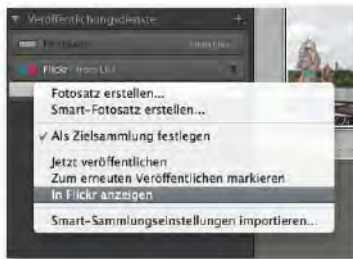 Veröffentlichungsdienste +
Flickr
Fotosatz erstellen...
Smart-Fotosatz erstellen...
✓ Als Zielsammlung festlegen
Jetzt veröffentlichen
Zum erneuten Veröffentlichen markieren
In Flickr anzeigen
Smart-Sammlungseinstellungen importieren...